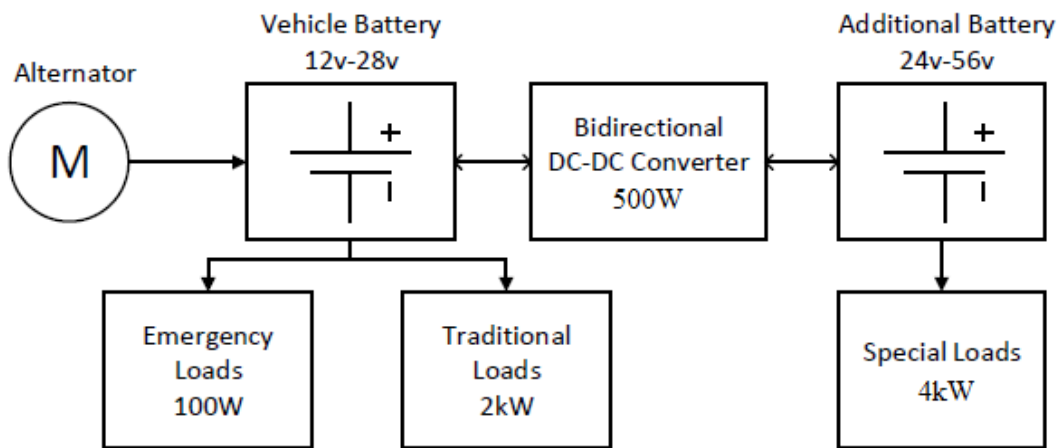 Alternator
M
Vehicle Battery
12v-28v
+
Bidirectional
DC-DC Converter
500W
Additional Battery
24v-56v
+
Emergency
Loads
100W
Traditional
Loads
2kW
Special Loads
4kW